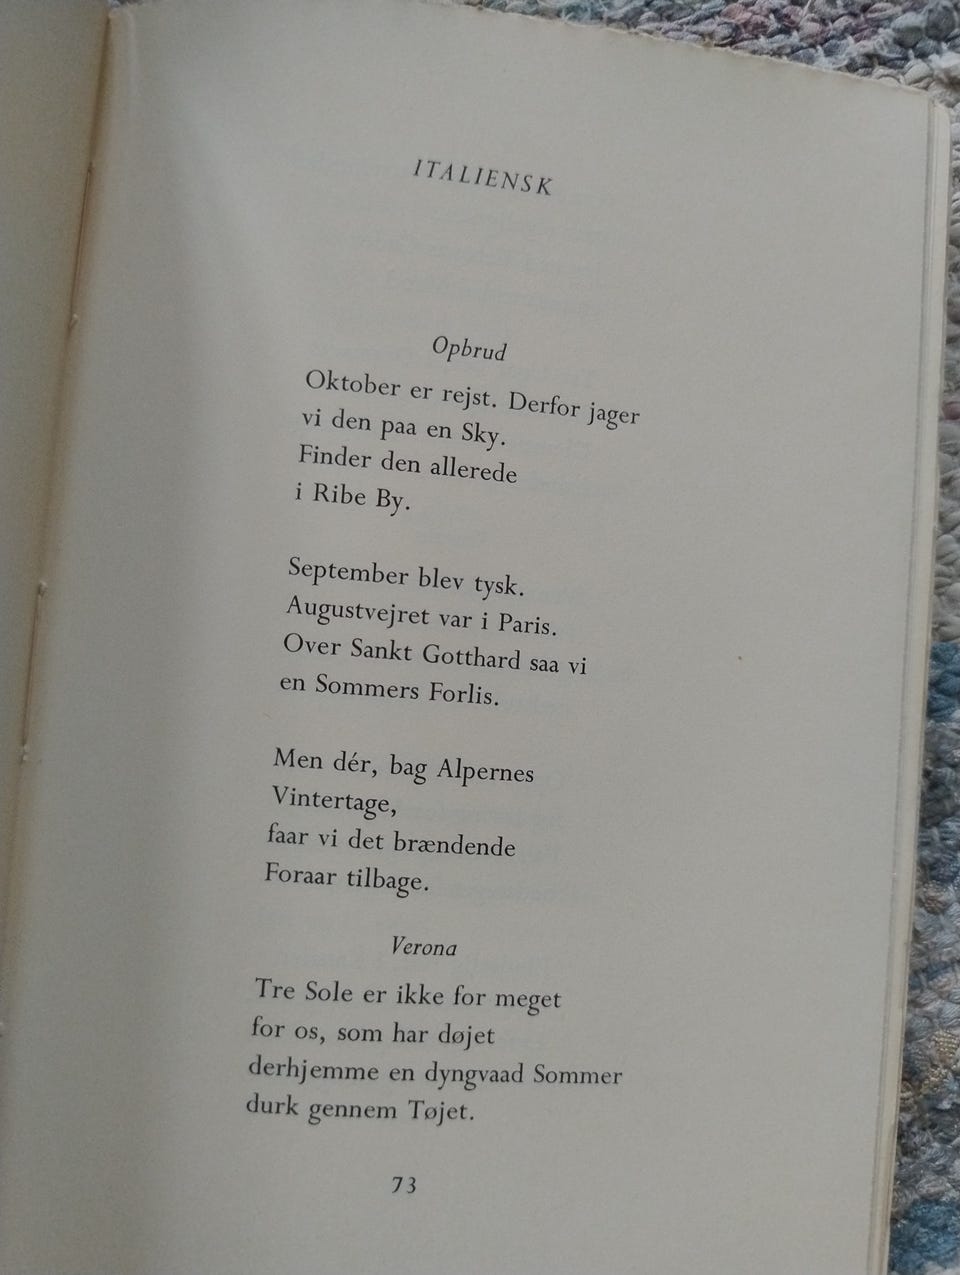 ITALIENSK
Opbrud
Oktober er rejst. Derfor jager
vi den paa en Sky.
Finder den allerede
i Ribe By.
September blev tysk.
Augustvejret var i Paris.
Over Sankt Gotthard saa vi
en Sommers Forlis.
Men dér, bag Alpernes
Vintertage,
faar vi det brændende
Foraar tilbage.
Verona
Tre Sole er ikke for meget
for os, som har døjet
derhjemme en dyngvaad Sommer
durk gennem Tøjet.
73